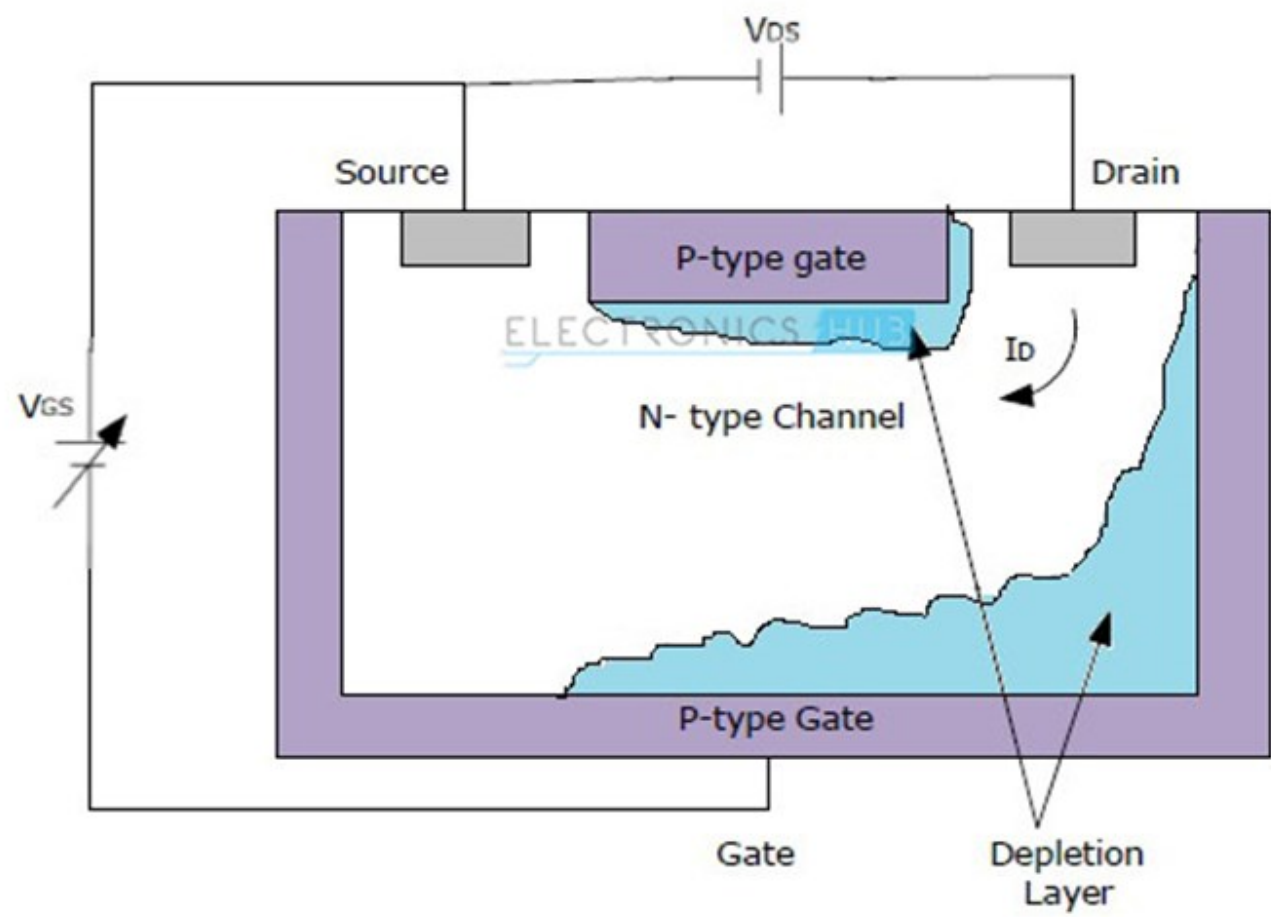 VDS
Source
Drain
P-type gate
ELECTRONICS HUB
ID
VGS
N- type Channel
P-type Gate
Gate
Depletion
Layer